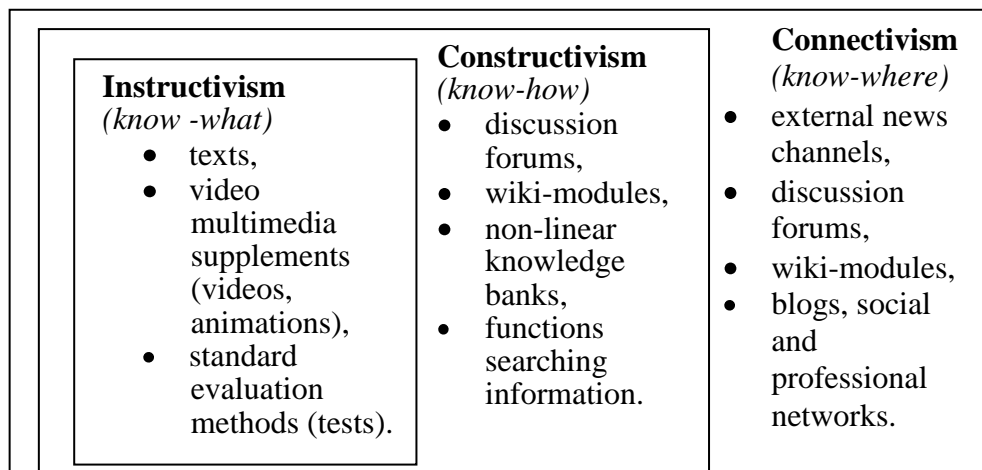 Instructivism
(know -what)
• texts,
• video
multimedia
supplements
(videos,
animations),
• standard
evaluation
methods (tests).
Constructivism
(know-how)
• discussion
forums,
• wiki-modules,
• non-linear
knowledge
banks,
• functions
searching
information.
Connectivism
(know-where)
• external news
channels,
• discussion
forums,
• wiki-modules,
• blogs, social
and
professional
networks.